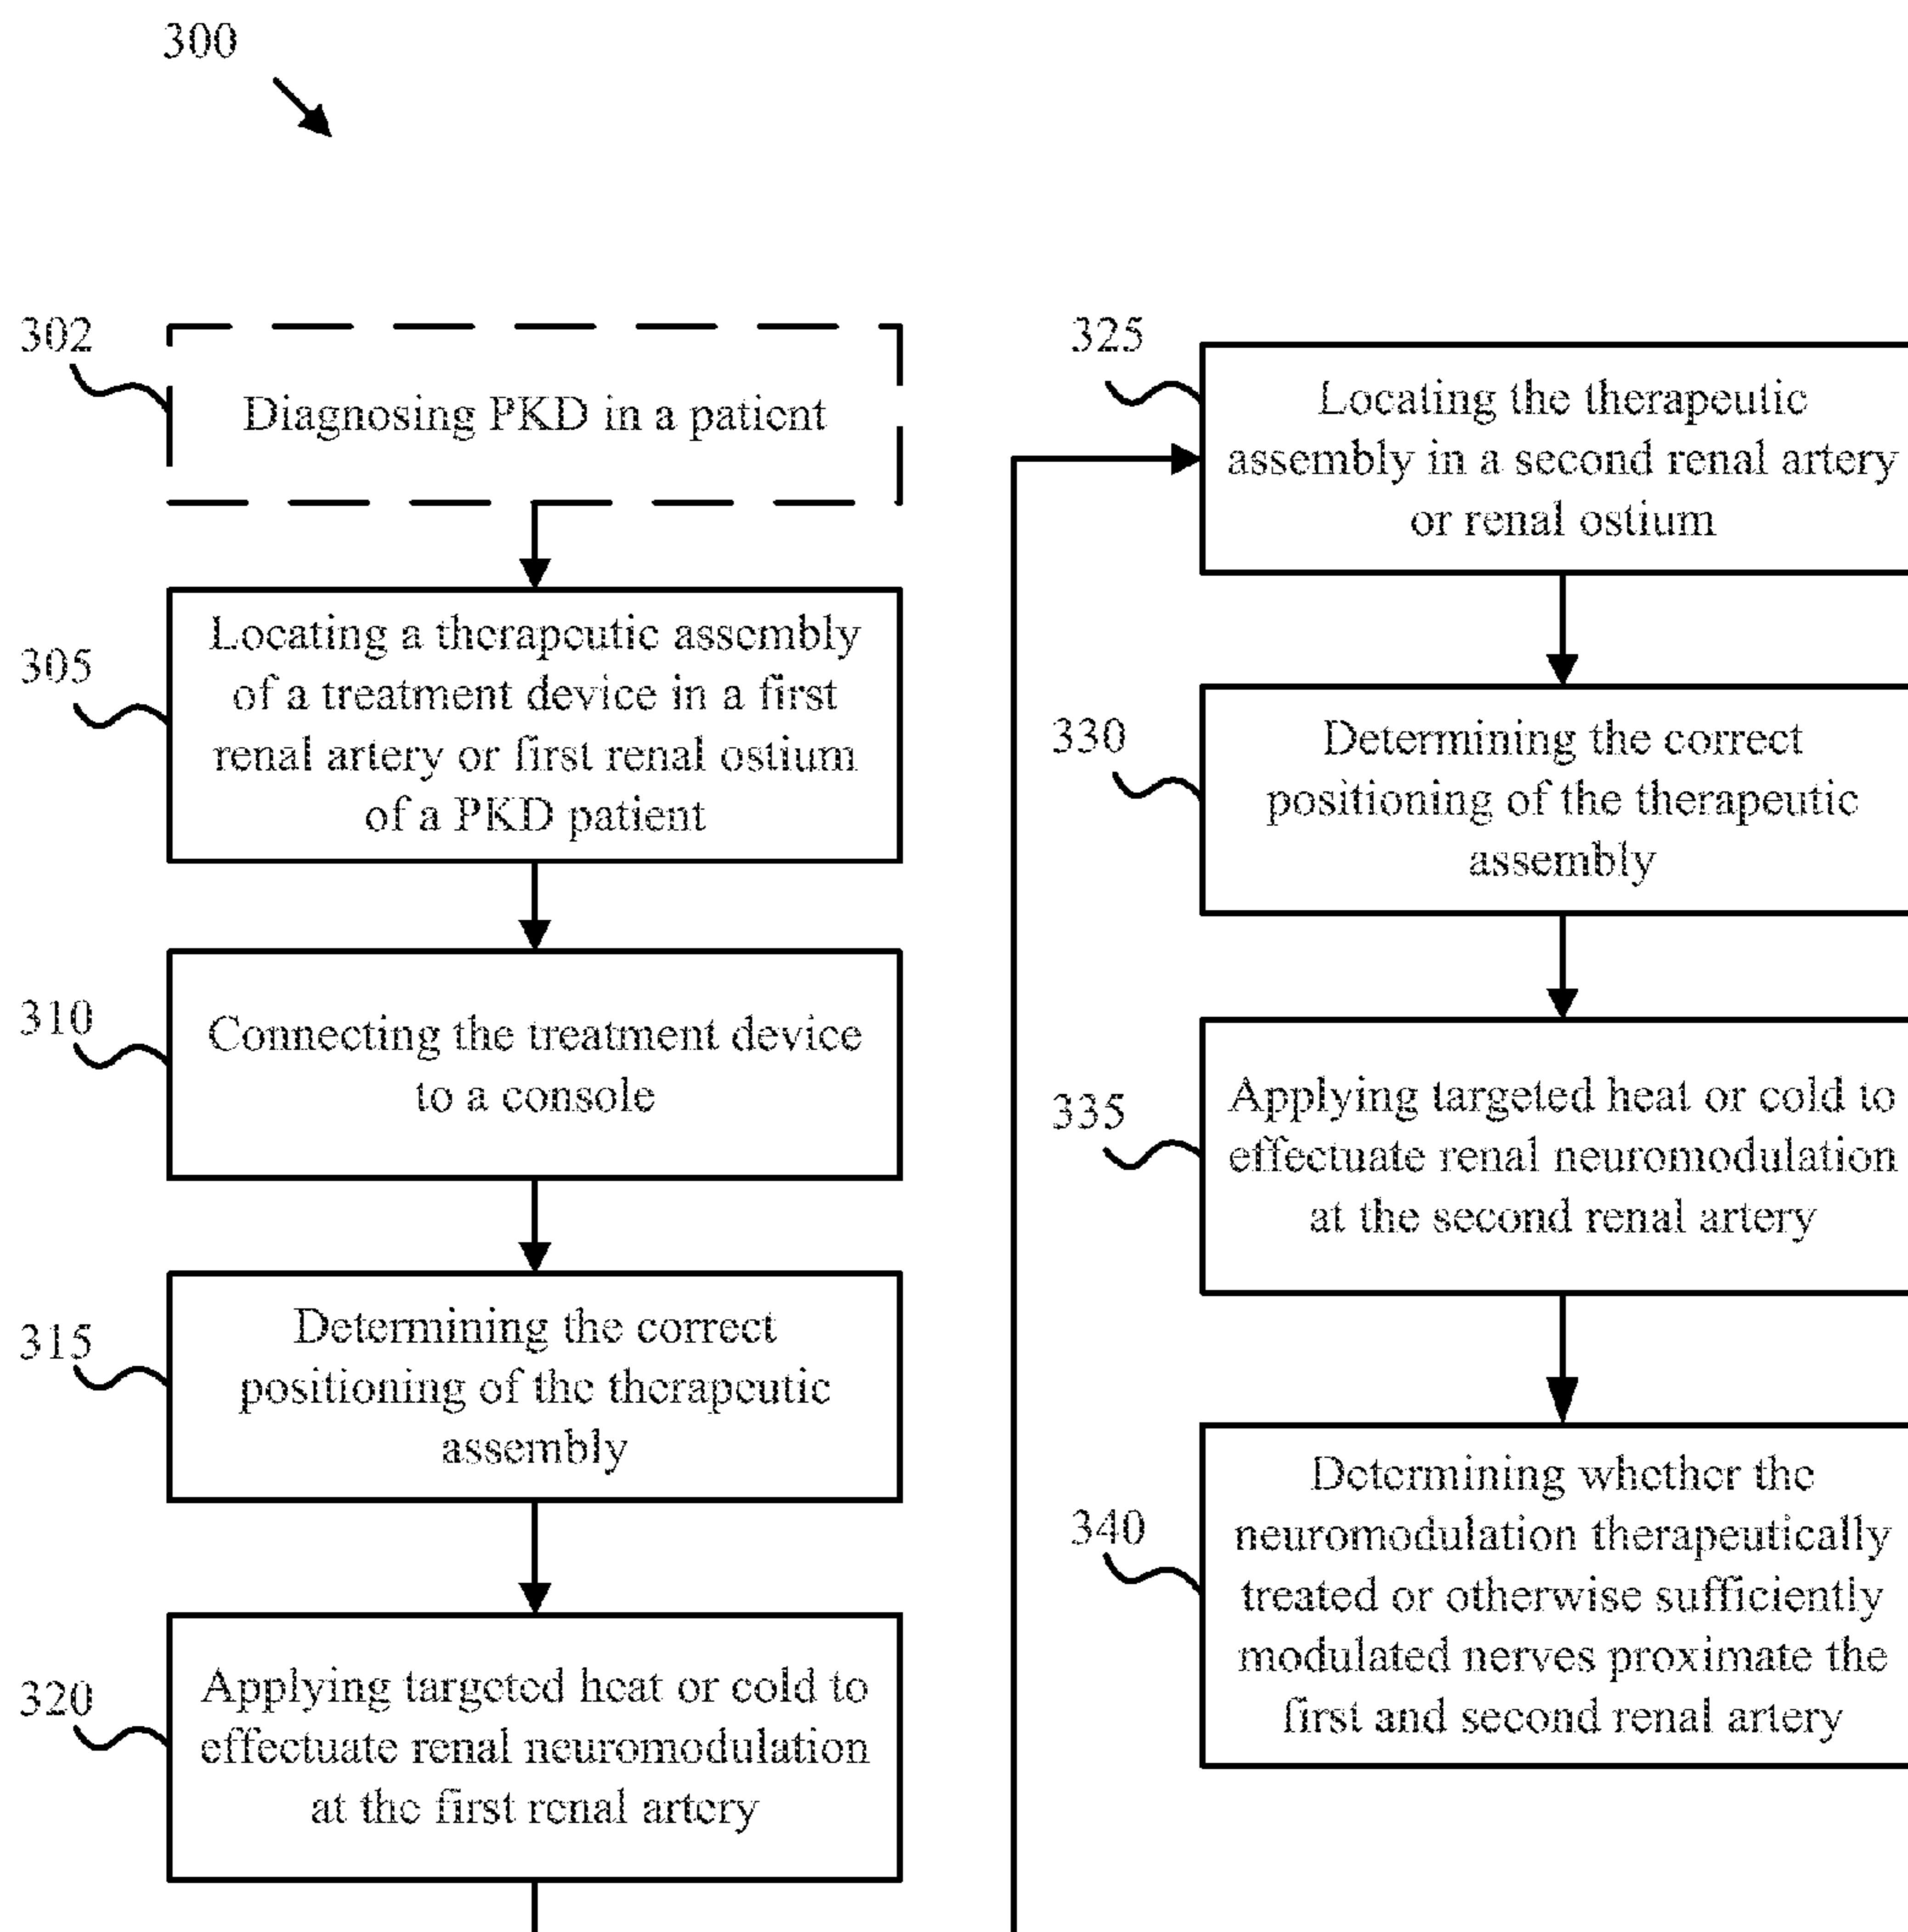 300
302
Diagnosing PKD in a patient
305
Locating a therapeutic assembly
of a treatment device in a first
renal artery or first renal ostium
of a PKD patient
310
Connecting the treatment device
to a console
315
Determining the correct
positioning of the therapeutic
assembly
320
Applying targeted heat or cold to
effectuate renal neuromodulation
at the first renal artery
325
Locating the therapeutic
assembly in a second renal artery
or renal ostium
330
Determining the correct
positioning of the therapeutic
assembly
335
Applying targeted heat or cold to
effectuate renal neuromodulation
at the second renal artery
340
Determining whether the
neuromodulation therapeutically
treated or otherwise sufficiently
modulated nerves proximate the
first and second renal artery